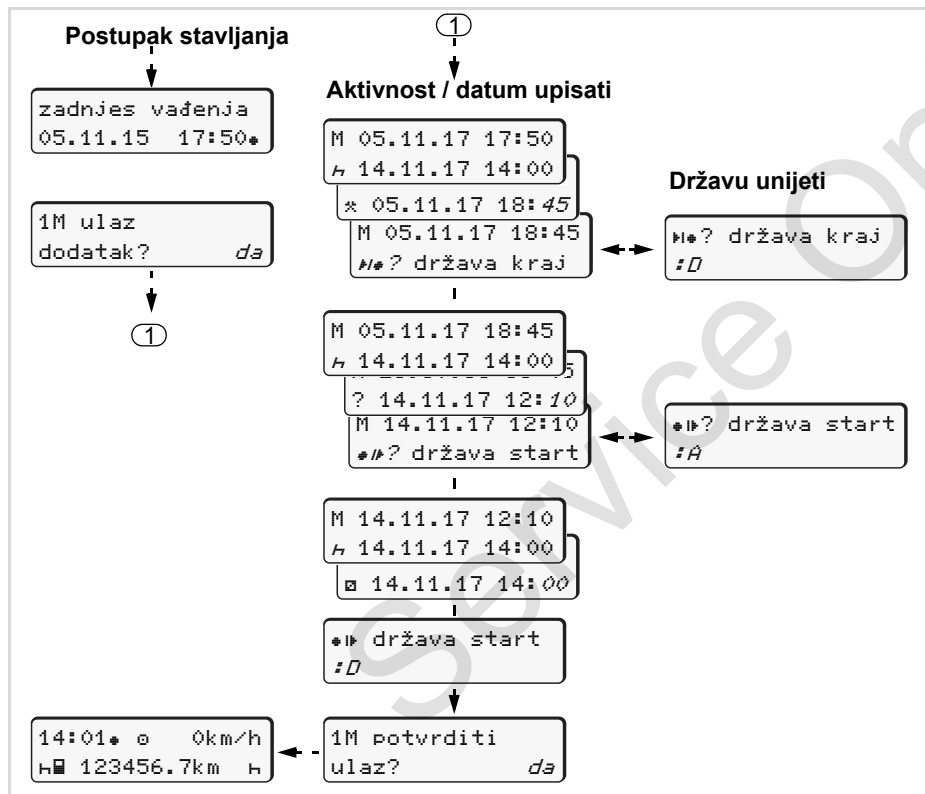 Postupak stavljanja
zadnjes vađenja
05.11.15 17:50
1M ulaz
dodatak? da
1
1
Aktivnost / datum upisati
M 05.11.17 17:50
14.11.17 14:00
05.11.17 18:45
M 05.11.17 18:45
? država kraj
Državu unijeti
? država kraj
:D
M 05.11.17 18:45
14.11.17 14:00
? 14.11.17 12:10
M 14.11.17 12:10
? država start
? država start
:A
M 14.11.17 12:10
14.11.17 14:00
14.11.17 14:00
država start
:D
1M potvrditi
ulaz? da
14:01 0km/h
123456.7km
Service